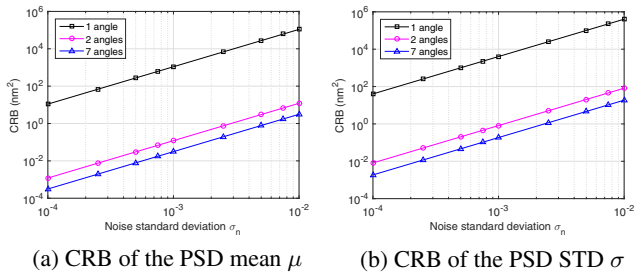 10^6
10^4
10^2
10^0
10^-2
10^-4
CRB (nm^2)
1 angle
2 angles
7 angles
10^-4
10^-3
10^-2
Noise standard deviation σ_n
(a) CRB of the PSD mean μ
10^6
10^4
10^2
10^0
10^-2
10^-4
CRB (nm^2)
1 angle
2 angles
7 angles
10^-4
10^-3
10^-2
Noise standard deviation σ_n
(b) CRB of the PSD STD σ